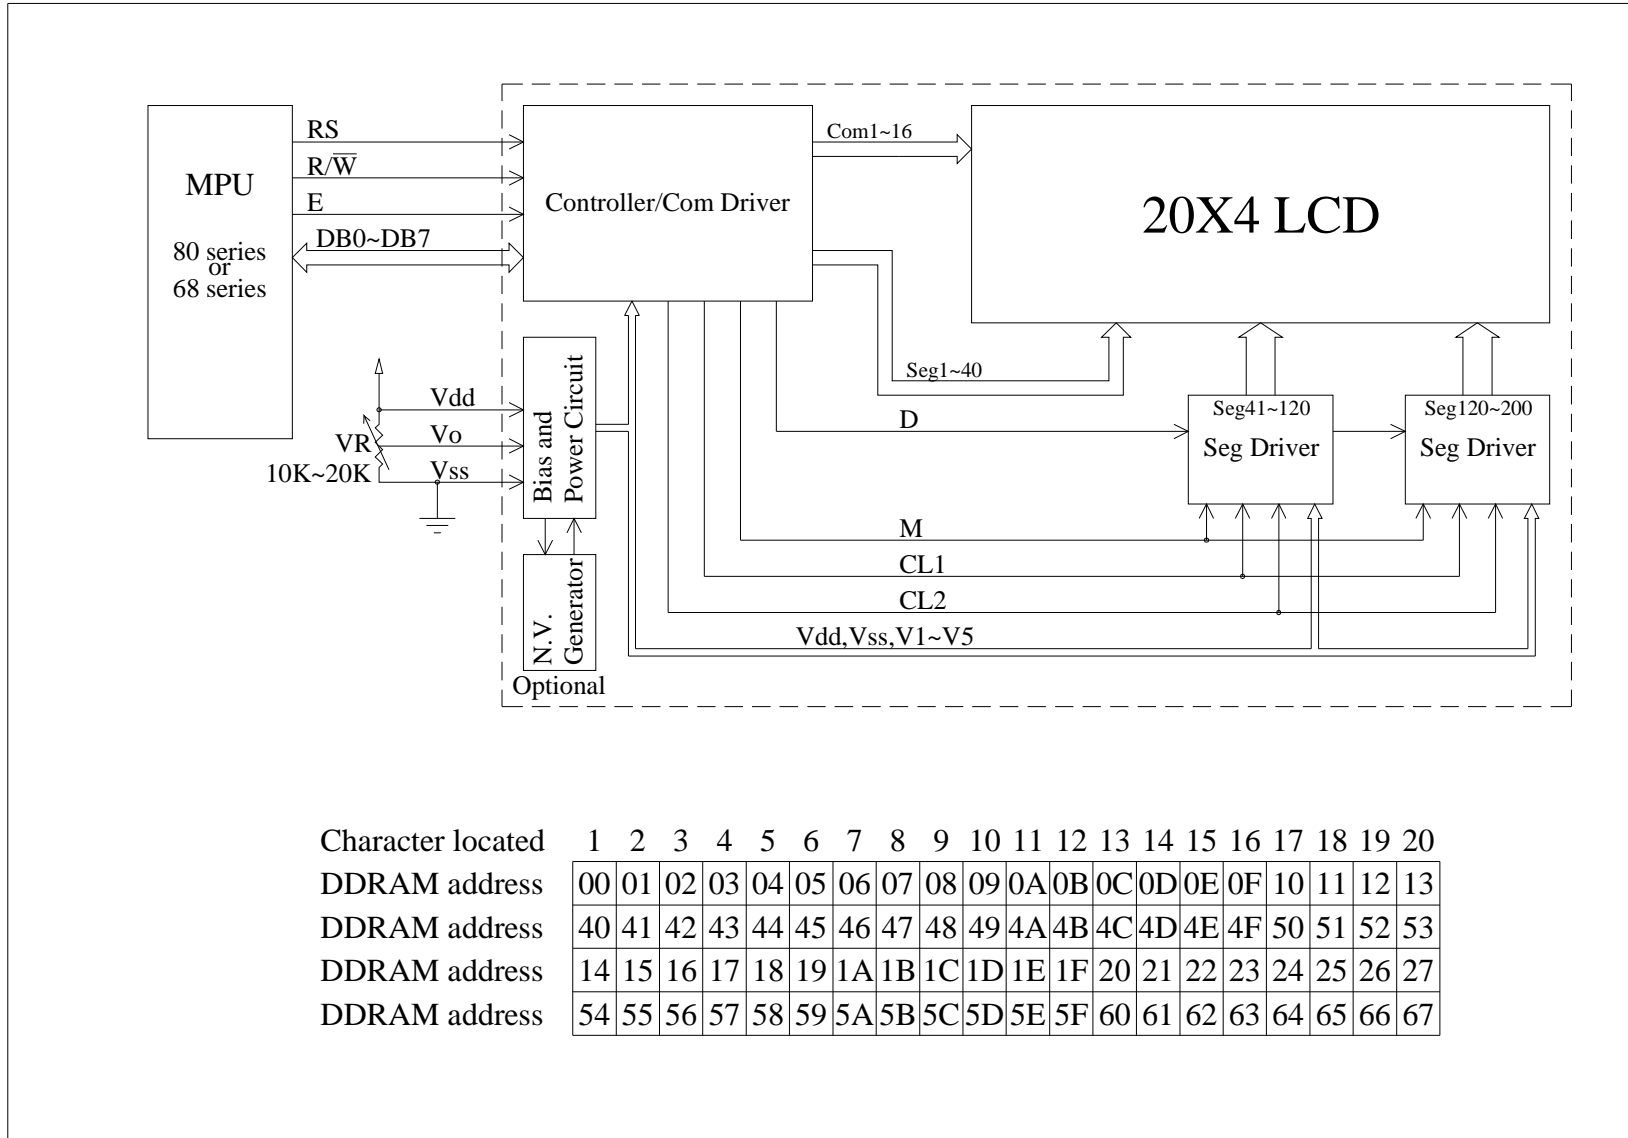 RS
R/W̅
E
DB0~DB7
MPU
80 series
or
68 series
Controller/Com Driver
Com1~16
20X4 LCD
Seg1~40
Vdd
Vo
Vss
VR
10K~20K
Bias and
Power Circuit
N.V.
Generator
Optional
D
Seg41~120
Seg Driver
Seg120~200
Seg Driver
M
CL1
CL2
Vdd,Vss,V1~V5
Character located 1 2 3 4 5 6 7 8 9 10 11 12 13 14 15 16 17 18 19 20
DDRAM address 00 01 02 03 04 05 06 07 08 09 0A 0B 0C 0D 0E 0F 10 11 12 13
DDRAM address 40 41 42 43 44 45 46 47 48 49 4A 4B 4C 4D 4E 4F 50 51 52 53
DDRAM address 14 15 16 17 18 19 1A 1B 1C 1D 1E 1F 20 21 22 23 24 25 26 27
DDRAM address 54 55 56 57 58 59 5A 5B 5C 5D 5E 5F 60 61 62 63 64 65 66 67